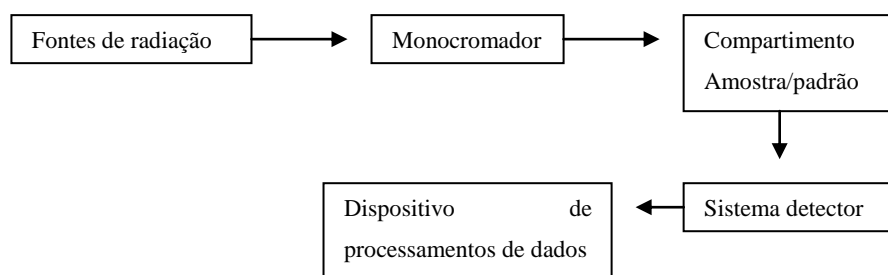 Fontes de radiação
Monocromador
Compartimento
Amostra/padrão
Sistema detector
Dispositivo de
processamentos de dados